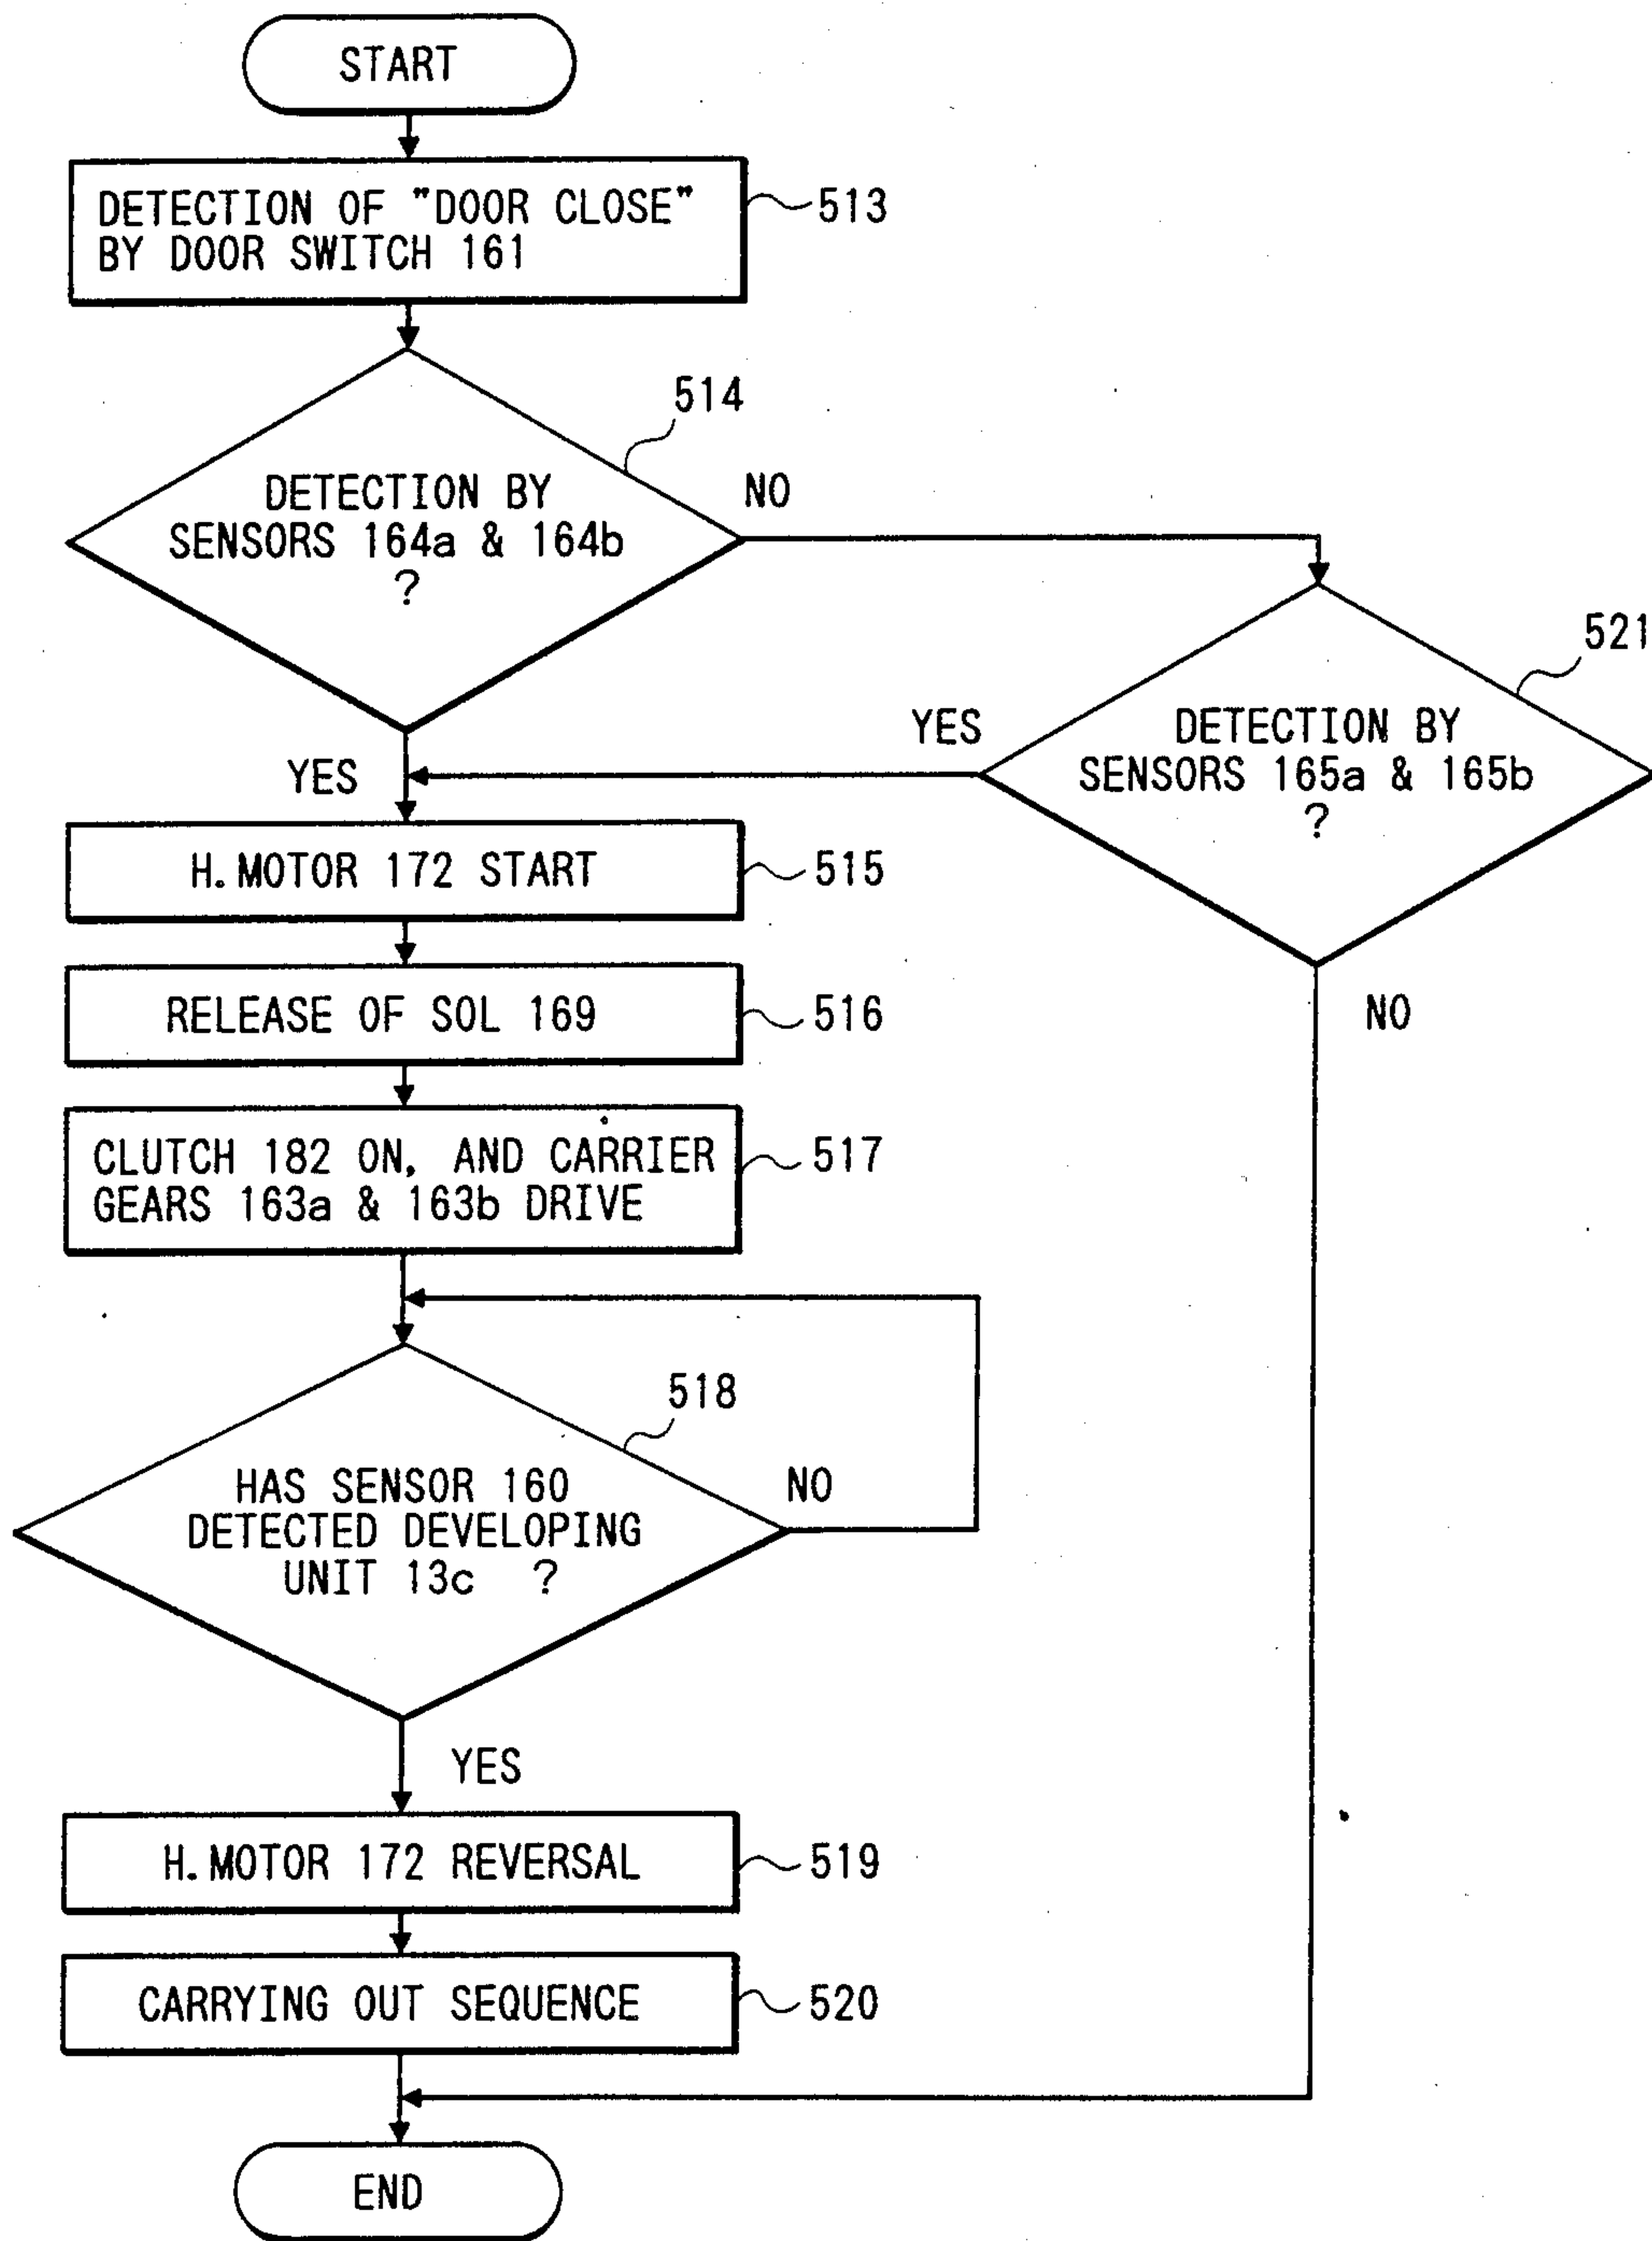 START
DETECTION OF "DOOR CLOSE"
BY DOOR SWITCH 161
513
514
DETECTION BY
SENSORS 164a & 164b
?
NO
521
DETECTION BY
SENSORS 165a & 165b
?
YES
YES
NO
H.MOTOR 172 START
515
RELEASE OF SOL 169
516
CLUTCH 182 ON, AND CARRIER
GEARS 163a & 163b DRIVE
517
518
HAS SENSOR 160
DETECTED DEVELOPING
UNIT 13c ?
NO
YES
H.MOTOR 172 REVERSAL
519
CARRYING OUT SEQUENCE
520
END